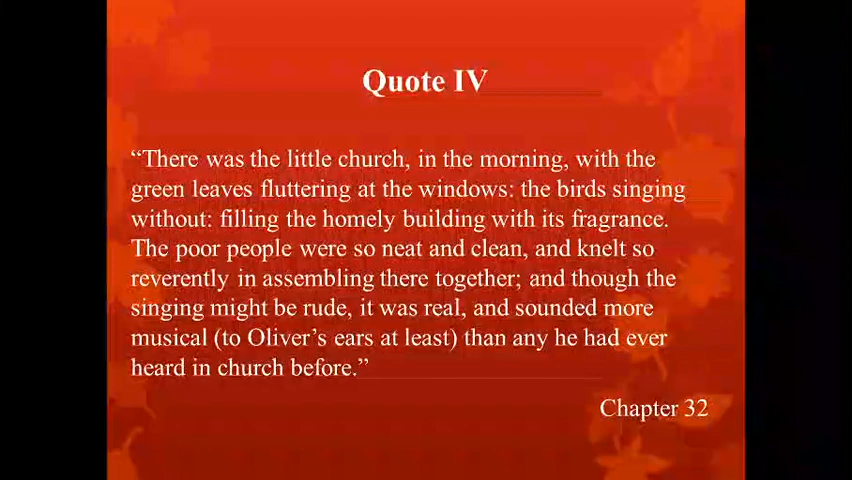 Quote IV
“There was the little church, in the morning, with the
green leaves fluttering at the windows: the birds singing
without: filling the homely building with its fragrance.
The poor people were so neat and clean, and knelt so
reverently in assembling there together; and though the
singing might be rude, it was real, and sounded more
musical (to Oliver’s ears at least) than any he had ever
heard in church before.”
Chapter 32